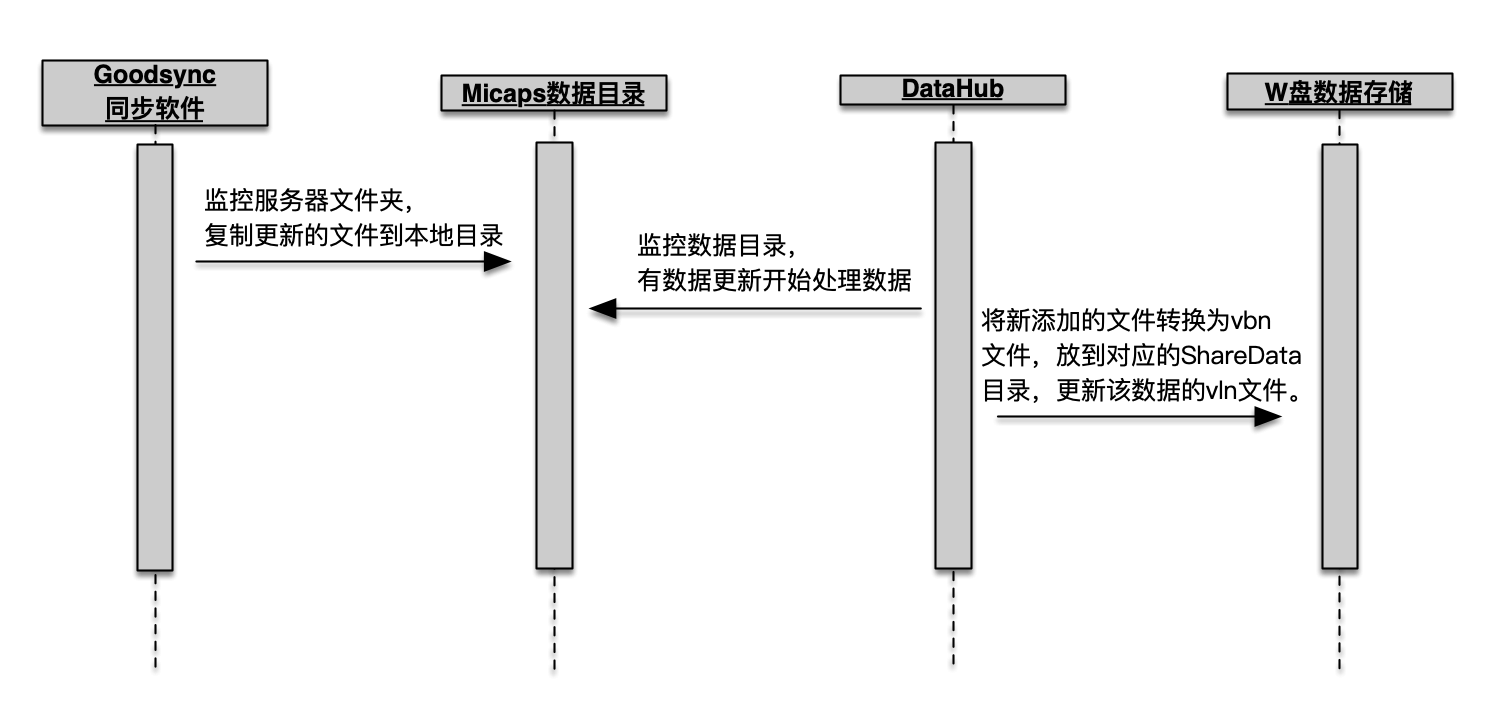 Goodsync
同步软件
Micaps数据目录
DataHub
W盘数据存储
监控服务器文件夹，
复制更新的文件到本地目录
监控数据目录，
有数据更新开始处理数据
将新添加的文件转换为vbn
文件，放到对应的ShareData
目录，更新该数据的vln文件。